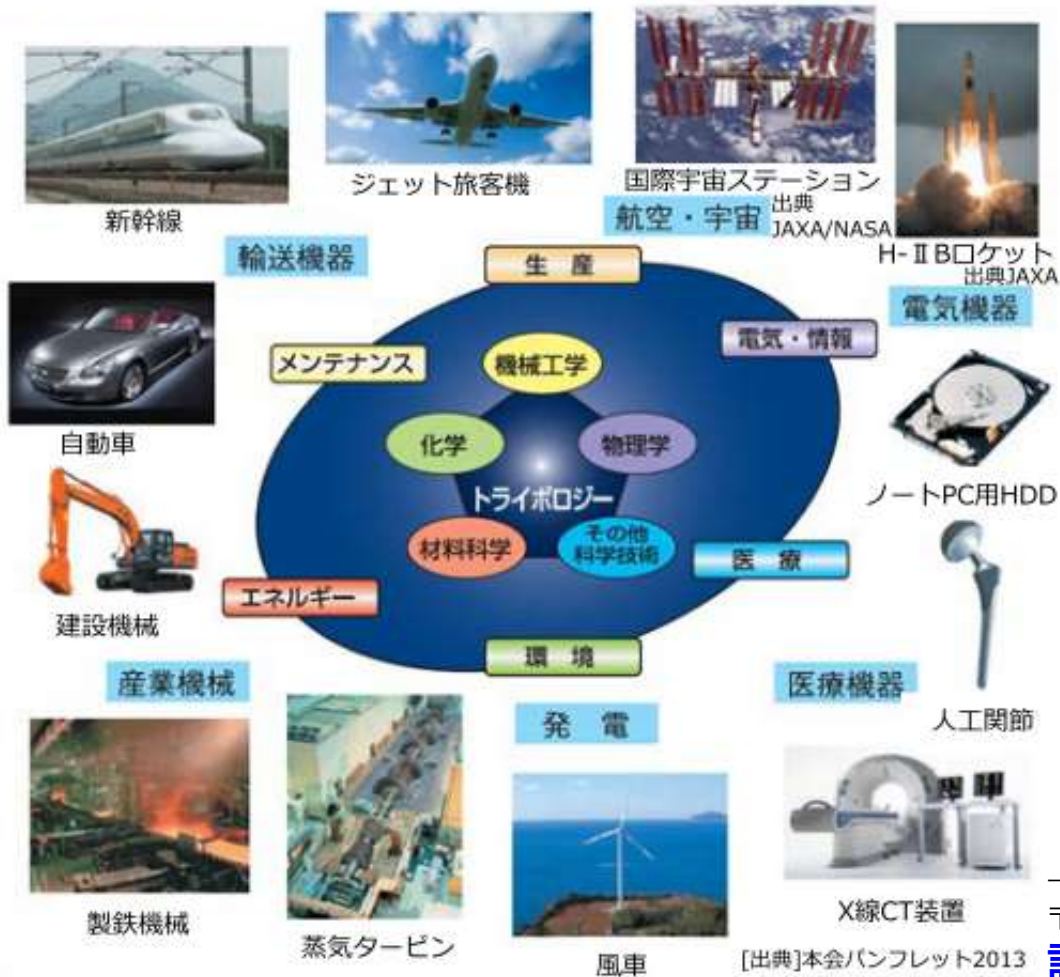 新幹線
ジェット旅客機
国際宇宙ステーション
出典
JAXA/NASA
航空・宇宙
H-ⅡBロケット
出典JAXA
輸送機器
生 産
電気機器
電気・情報
メンテナンス
機械工学
自動車
化学
物理学
ノートPC用HDD
トライボロジー
材料科学
その他
科学技術
医 療
エネルギー
建設機械
環 境
産業機械
医療機器
発 電
人工関節
製鉄機械
蒸気タービン
風車
X線CT装置
[出典]本会パンフレット2013